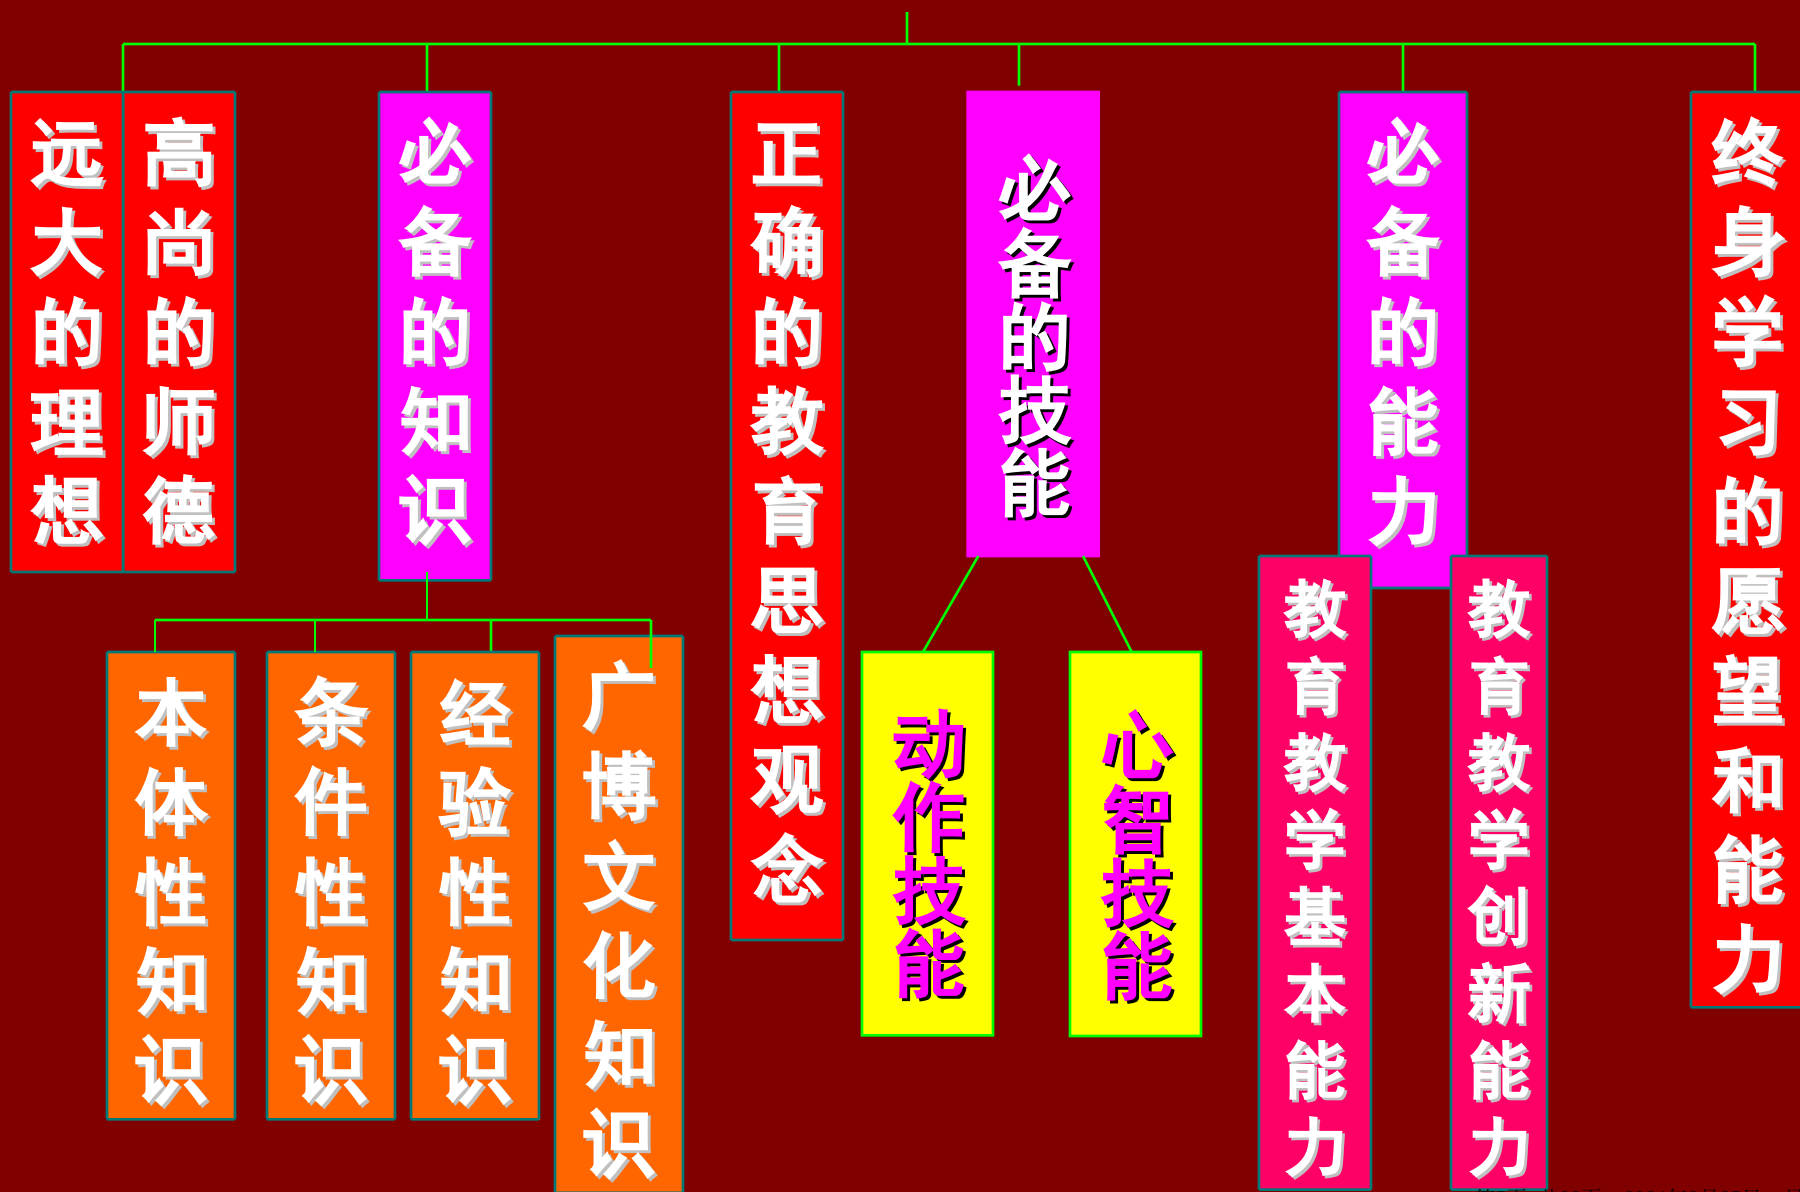 远大的理想
高尚的师德
必备的知识
正确的教育思想观念
必备的技能
必备的能力
终身学习的愿望和能力
本体性知识
条件性知识
经验性知识
广博文化知识
动作技能
心智技能
教育教学基本能力
教育教学创新能力